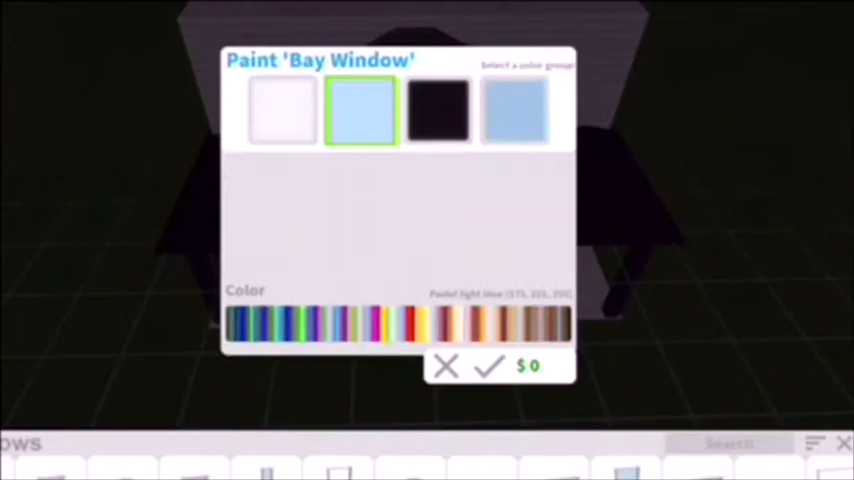 Paint 'Bay Window'
Select a color group!
Color
Pastel light blue (175, 221, 255)
$0
OWS
Search